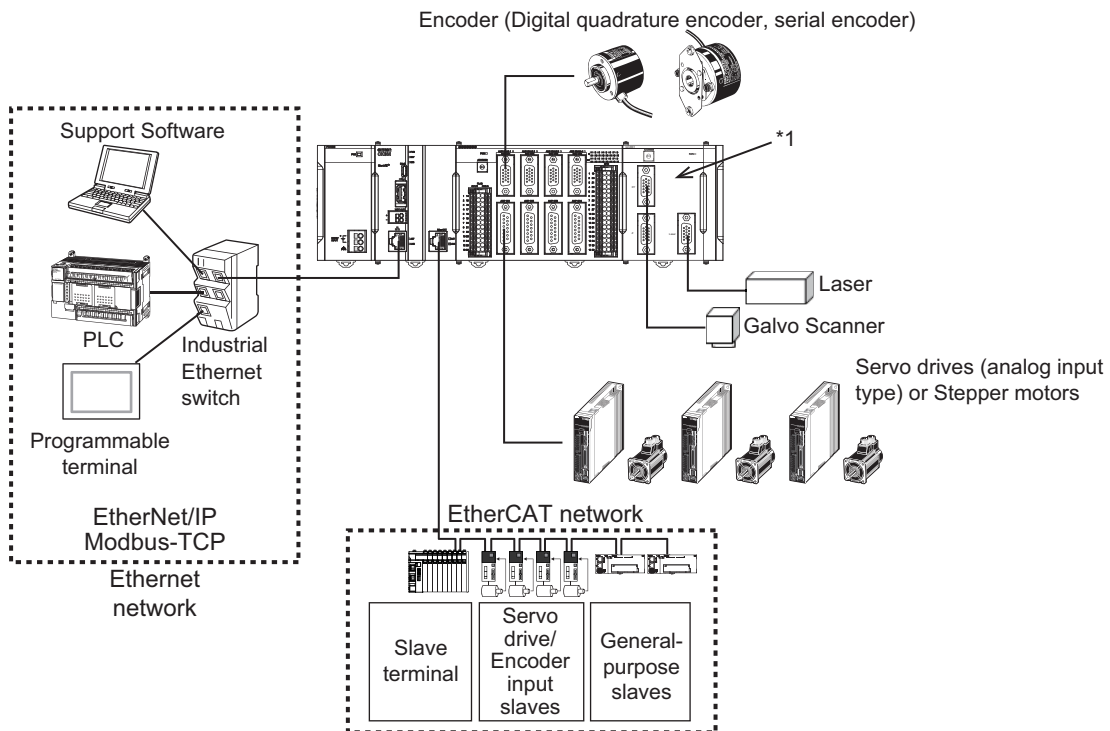 Encoder (Digital quadrature encoder, serial encoder)
*1
Support Software
PLC
Industrial
Ethernet
switch
Programmable
terminal
EtherNet/IP
Modbus-TCP
Ethernet
network
Laser
Galvo Scanner
Servo drives (analog input
type) or Stepper motors
EtherCAT network
Slave
terminal
Servo
drive/
Encoder
input
slaves
General-
purpose
slaves